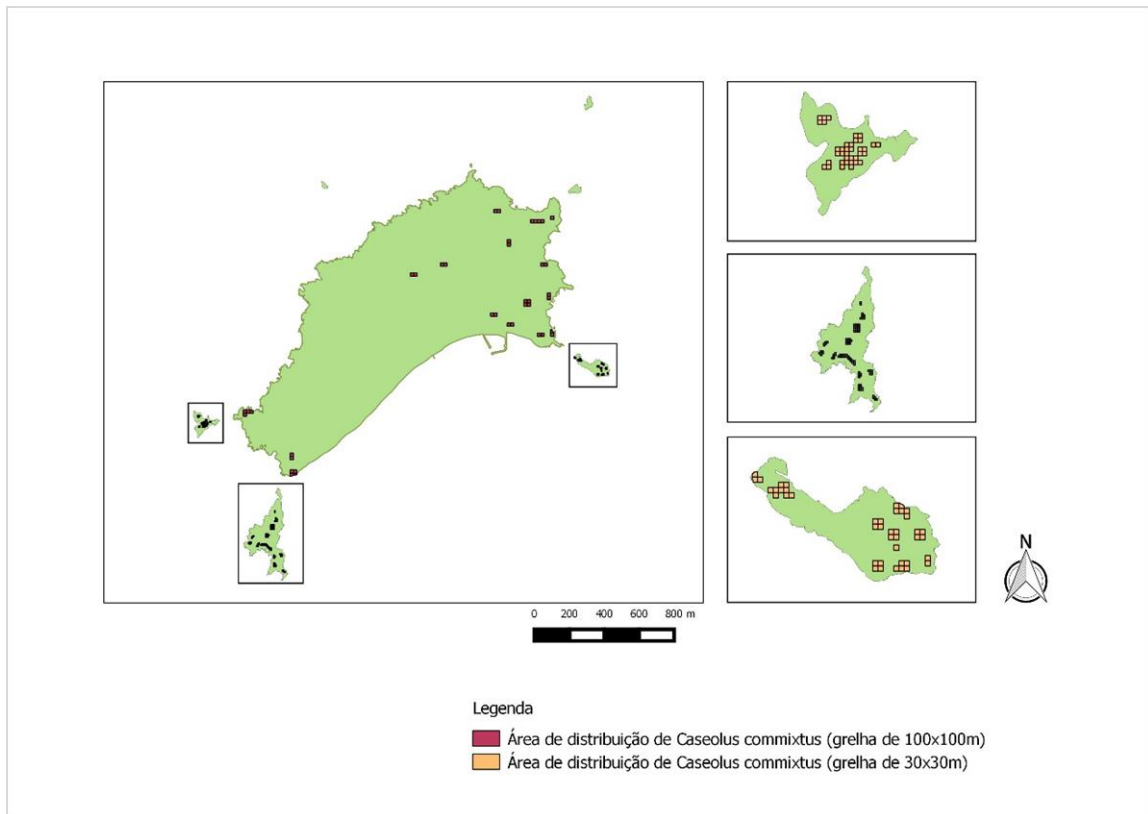 N
0 200 400 600 800 m
Legenda
Área de distribuição de Caseolus commixtus (grelha de 100x100m)
Área de distribuição de Caseolus commixtus (grelha de 30x30m)